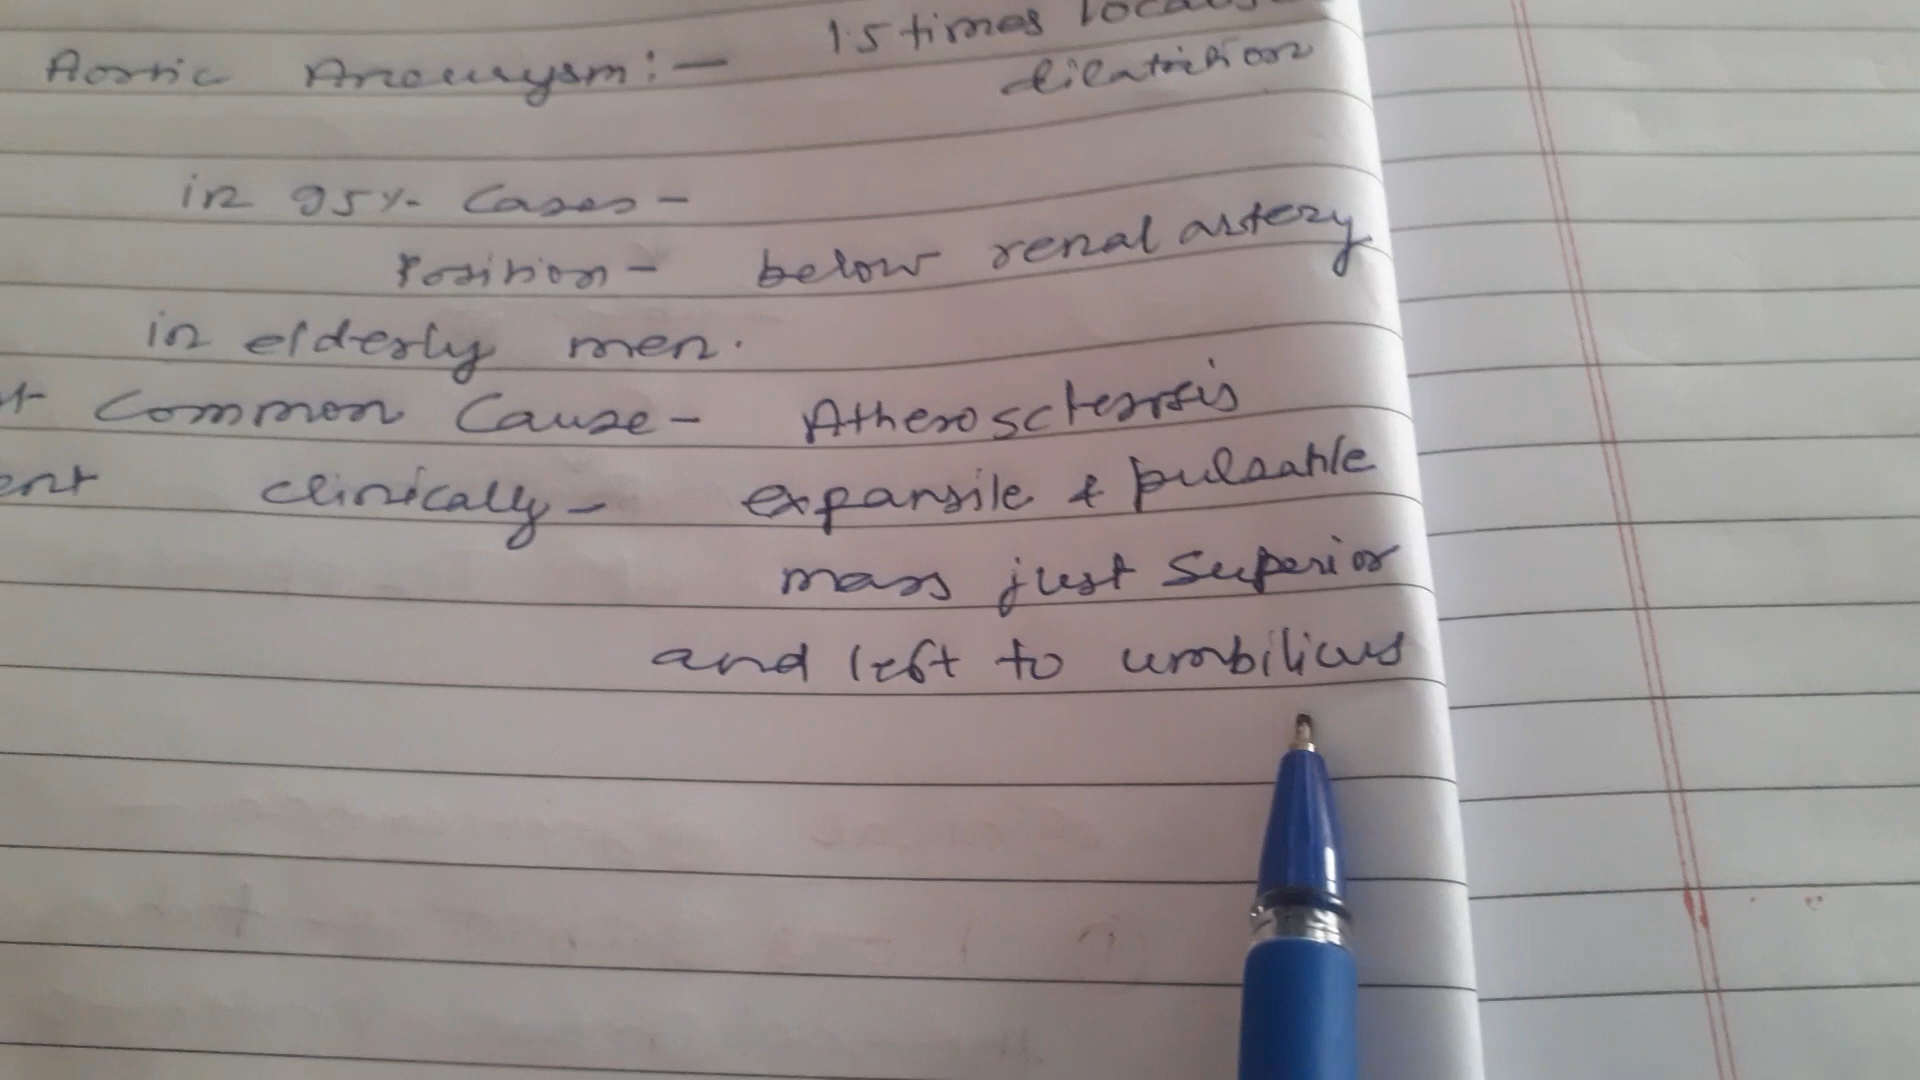 1.5 times
Aortic Aneurysm :- dilatation
in 95% Cases -
Position - below renal artery
in elderly men.
Common Cause - Atherosclerosis
clinically - expansile & pulsatile
mass just Superior
and left to umbilicus